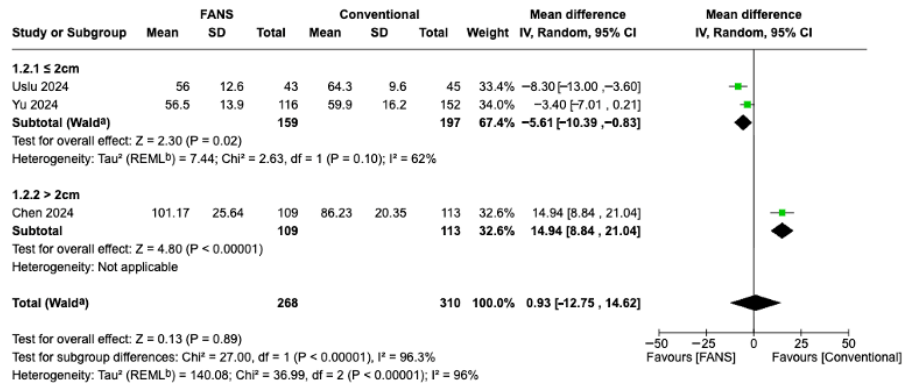 FANS Conventional Mean difference Mean difference
Study or Subgroup Mean SD Total Mean SD Total Weight IV, Random, 95% CI IV, Random, 95% CI
1.2.1 ≤ 2cm
Uslu 2024 56 12.6 43 64.3 9.6 45 33.4% −8.30 [−13.00 , −3.60]
Yu 2024 56.5 13.9 116 59.9 16.2 152 34.0% −3.40 [−7.01 , 0.21]
Subtotal (Waldᵃ) 159 197 67.4% −5.61 [−10.39 , −0.83]
Test for overall effect: Z = 2.30 (P = 0.02)
Heterogeneity: Tau² (REMLᵇ) = 7.44; Chi² = 2.63, df = 1 (P = 0.10); I² = 62%
1.2.2 > 2cm
Chen 2024 101.17 25.64 109 86.23 20.35 113 32.6% 14.94 [8.84 , 21.04]
Subtotal 109 113 32.6% 14.94 [8.84 , 21.04]
Test for overall effect: Z = 4.80 (P < 0.00001)
Heterogeneity: Not applicable
Total (Waldᵃ) 268 310 100.0% 0.93 [−12.75 , 14.62]
Test for overall effect: Z = 0.13 (P = 0.89)
Test for subgroup differences: Chi² = 27.00, df = 1 (P < 0.00001), I² = 96.3%
Heterogeneity: Tau² (REMLᵇ) = 140.08; Chi² = 36.99, df = 2 (P < 0.00001); I² = 96%
−50 −25 0 25 50
Favours [FANS] Favours [Conventional]